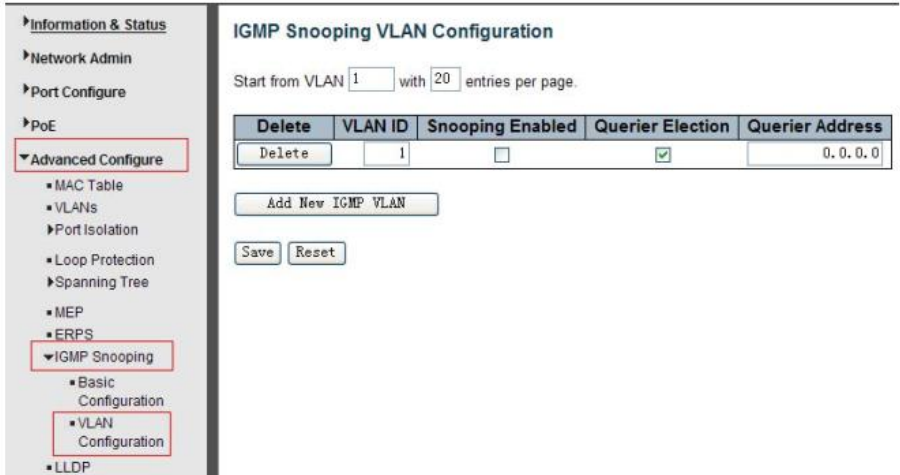 Information & Status
Network Admin
Port Configure
PoE
Advanced Configure
MAC Table
VLANs
Port Isolation
Loop Protection
Spanning Tree
MEP
ERPS
IGMP Snooping
Basic
Configuration
VLAN
Configuration
LLDP
IGMP Snooping VLAN Configuration
Start from VLAN 1 with 20 entries per page.
Delete VLAN ID Snooping Enabled Querier Election Querier Address
Delete 1 0.0.0.0
Add New IGMP VLAN
Save Reset